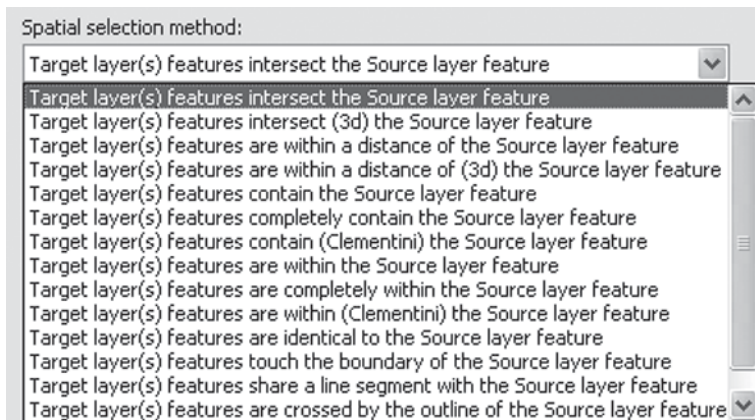 Spatial selection method:
Target layer(s) features intersect the Source layer feature
Target layer(s) features intersect the Source layer feature
Target layer(s) features intersect (3d) the Source layer feature
Target layer(s) features are within a distance of the Source layer feature
Target layer(s) features are within a distance of (3d) the Source layer feature
Target layer(s) features contain the Source layer feature
Target layer(s) features completely contain the Source layer feature
Target layer(s) features contain (Clementini) the Source layer feature
Target layer(s) features are within the Source layer feature
Target layer(s) features are completely within the Source layer feature
Target layer(s) features are within (Clementini) the Source layer feature
Target layer(s) features are identical to the Source layer feature
Target layer(s) features touch the boundary of the Source layer feature
Target layer(s) features share a line segment with the Source layer feature
Target layer(s) features are crossed by the outline of the Source layer feature